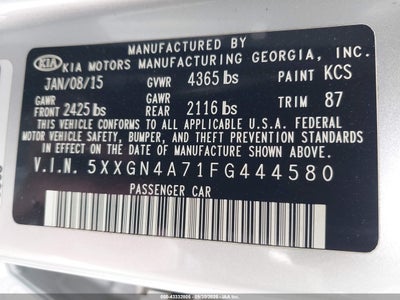 MANUFACTURED BY
KIA KIA MOTORS MANUFACTURING GEORGIA, INC.
JAN/08/15 GVWR 4365 lbs PAINT KCS
GAWR FRONT 2425 lbs GAWR REAR 2116 lbs TRIM 87
THIS VEHICLE CONFORMS TO ALL APPLICABLE U.S.A. FEDERAL
MOTOR VEHICLE SAFETY, BUMPER, AND THEFT PREVENTION STANDARDS
IN EFFECT ON THE DATE OF MANUFACTURE SHOWN ABOVE.
V.I.N. 5XXGN4A71FG444580
PASSENGER CAR